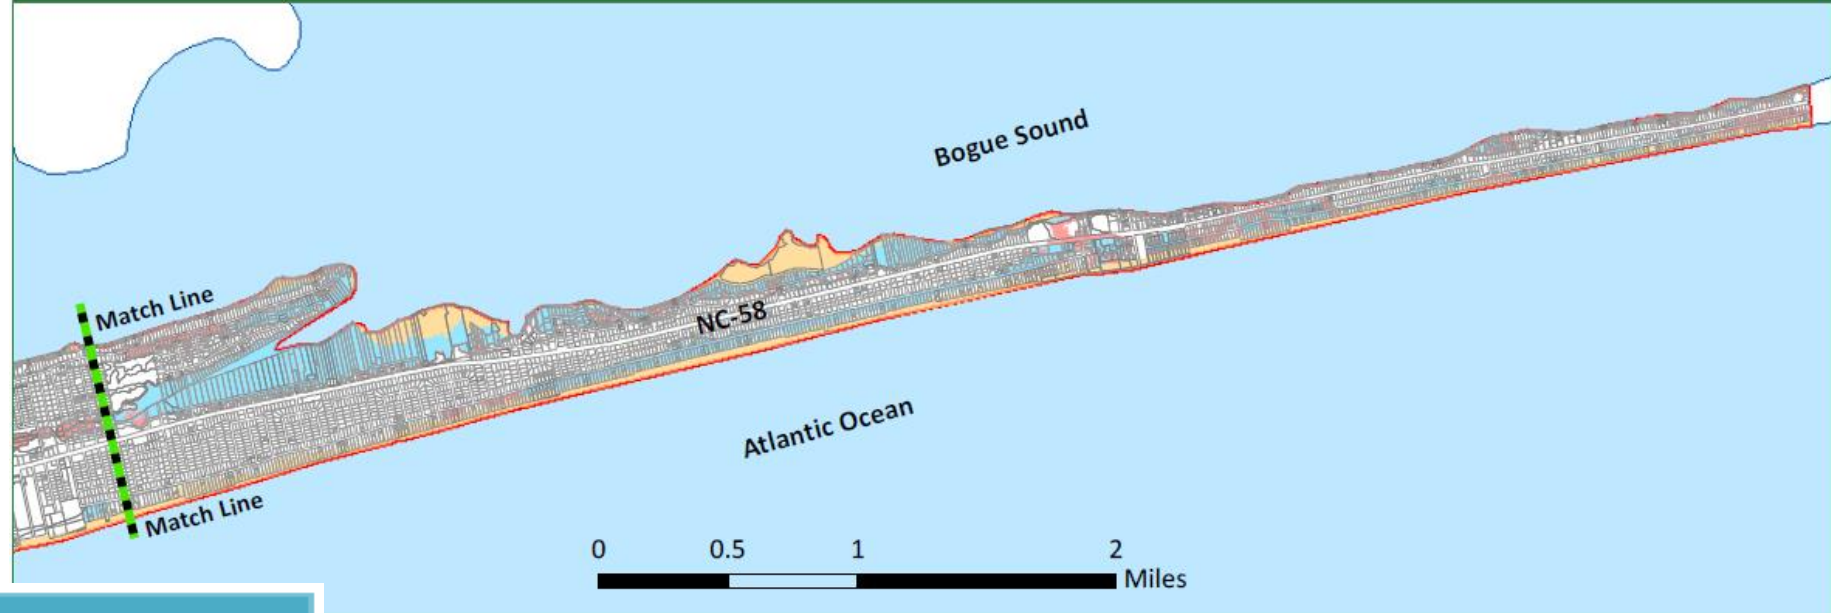 Bogue Sound
Match Line
NC-58
Atlantic Ocean
Match Line
0 0.5 1 2
Miles